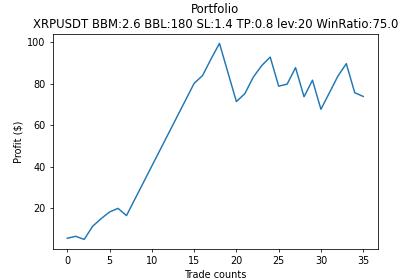 Portfolio
XRPUSDT BBM:2.6 BBL:180 SL:1.4 TP:0.8 lev:20 WinRatio:75.0
100
80
60
40
20
Profit ($)
0 5 10 15 20 25 30 35
Trade counts